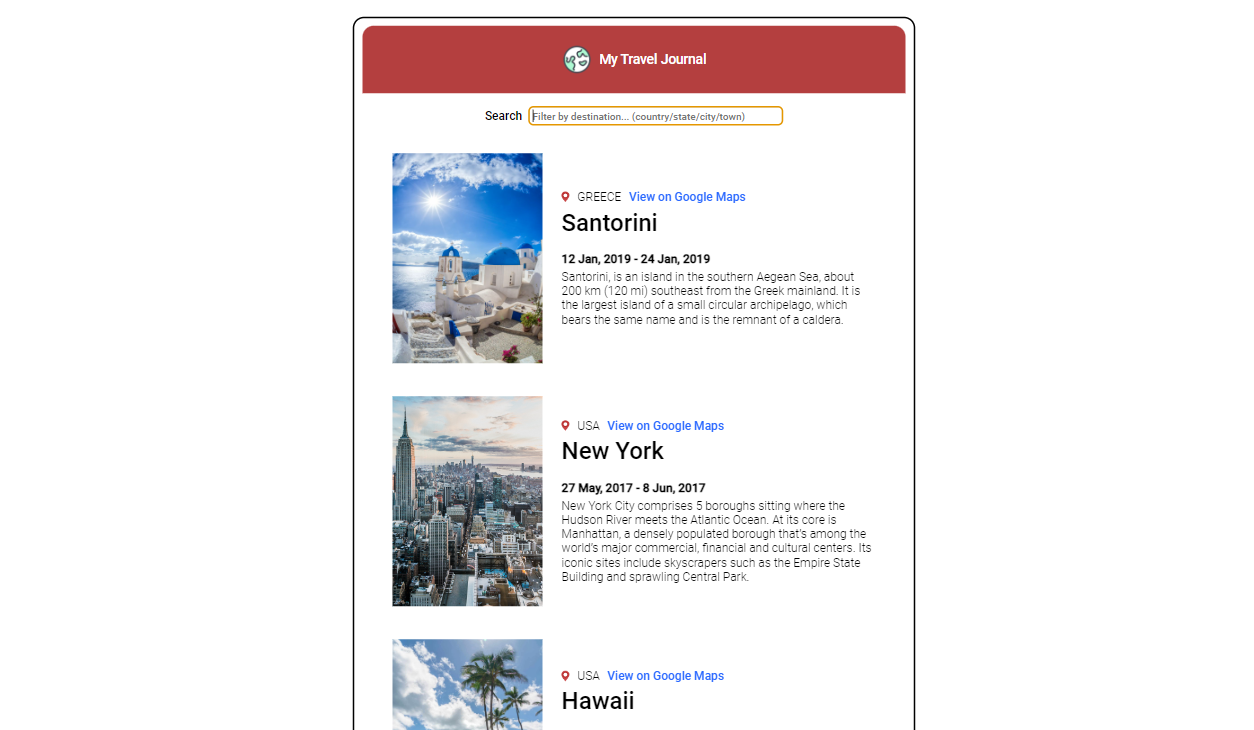 My Travel Journal
Search Filter by destination... (country/state/city/town)
GREECE View on Google Maps
Santorini
12 Jan, 2019 - 24 Jan, 2019
Santorini, is an island in the southern Aegean Sea, about
200 km (120 mi) southeast from the Greek mainland. It is
the largest island of a small circular archipelago, which
bears the same name and is the remnant of a caldera.
USA View on Google Maps
New York
27 May, 2017 - 8 Jun, 2017
New York City comprises 5 boroughs sitting where the
Hudson River meets the Atlantic Ocean. At its core is
Manhattan, a densely populated borough that's among the
world's major commercial, financial and cultural centers. Its
iconic sites include skyscrapers such as the Empire State
Building and sprawling Central Park.
USA View on Google Maps
Hawaii